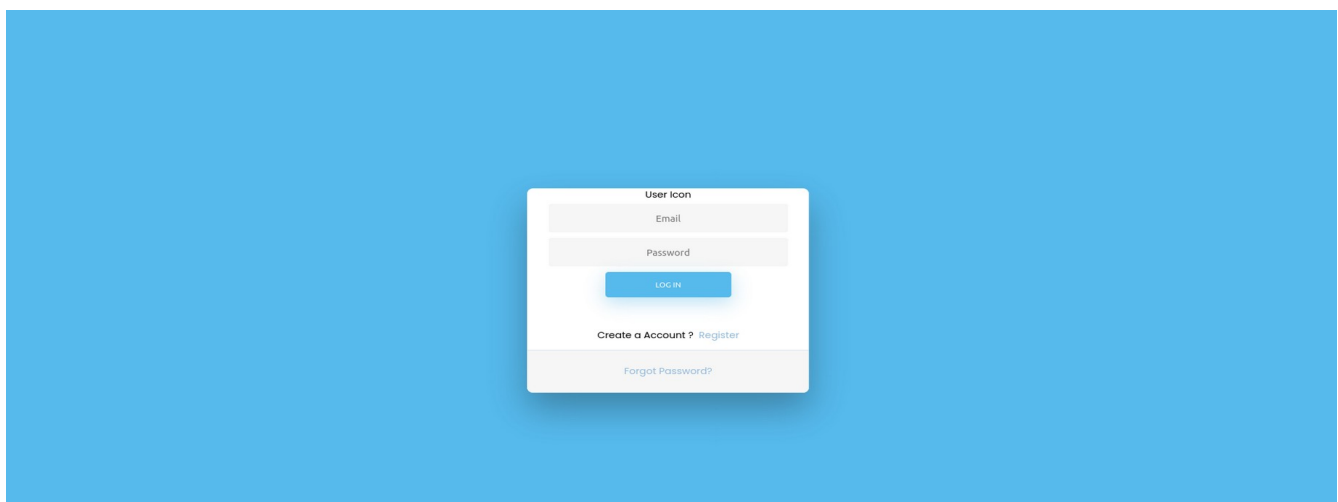 User Icon
Email
Password
LOG IN
Create a Account ? Register
Forgot Password?